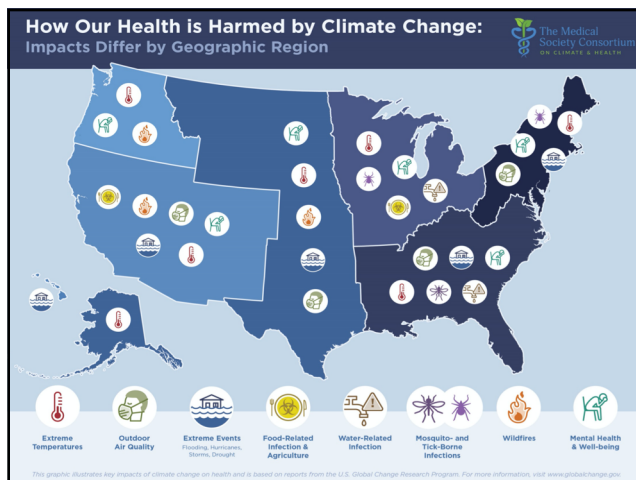 How Our Health is Harmed by Climate Change:
Impacts Differ by Geographic Region
The Medical
Society Consortium
ON CLIMATE & HEALTH
Extreme
Temperatures
Outdoor
Air Quality
Extreme Events
Flooding, Hurricanes,
Storms, Drought
Food-Related
Infection &
Agriculture
Water-Related
Infection
Mosquito- and
Tick-Borne
Infections
Wildfires
Mental Health
& Well-being
This graphic illustrates key impacts of climate change on health and is based on reports from the U.S. Global Change Research Program. For more information, visit www.globalchange.gov